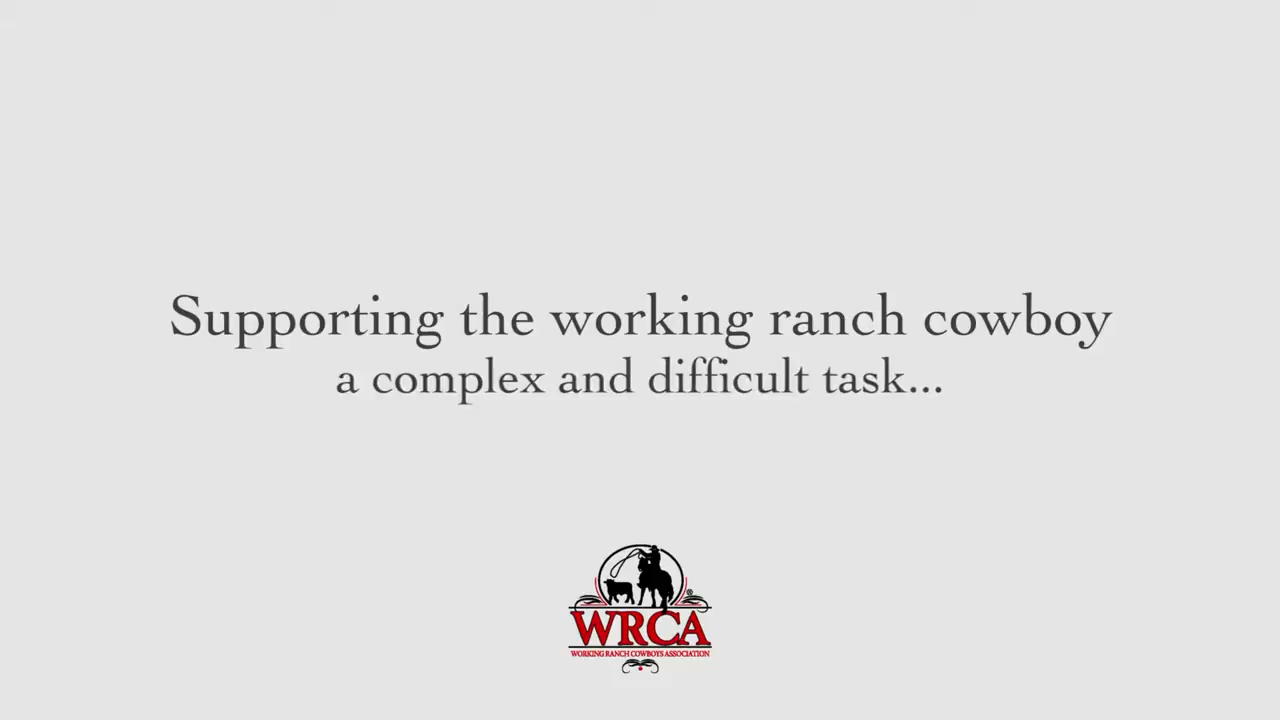 Supporting the working ranch cowboy
a complex and difficult task...
®
WRCA
WORKING RANCH COWBOYS ASSOCIATION